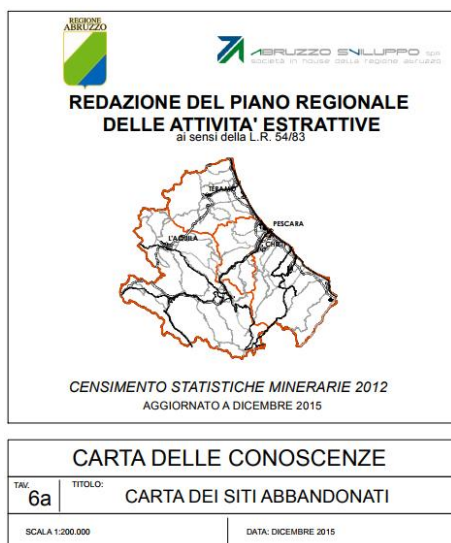 REGIONE
ABRUZZO
ABRUZZO SVILUPPO SpA
società in house della regione abruzzo
REDAZIONE DEL PIANO REGIONALE
DELLE ATTIVITA' ESTRATTIVE
ai sensi della L.R. 54/83
TERAMO
PESCARA
L'AQUILA
CENSIMENTO STATISTICHE MINERARIE 2012
AGGIORNATO A DICEMBRE 2015
CARTA DELLE CONOSCENZE
TAV. 6a TITOLO: CARTA DEI SITI ABBANDONATI
SCALA 1:200.000 DATA: DICEMBRE 2015